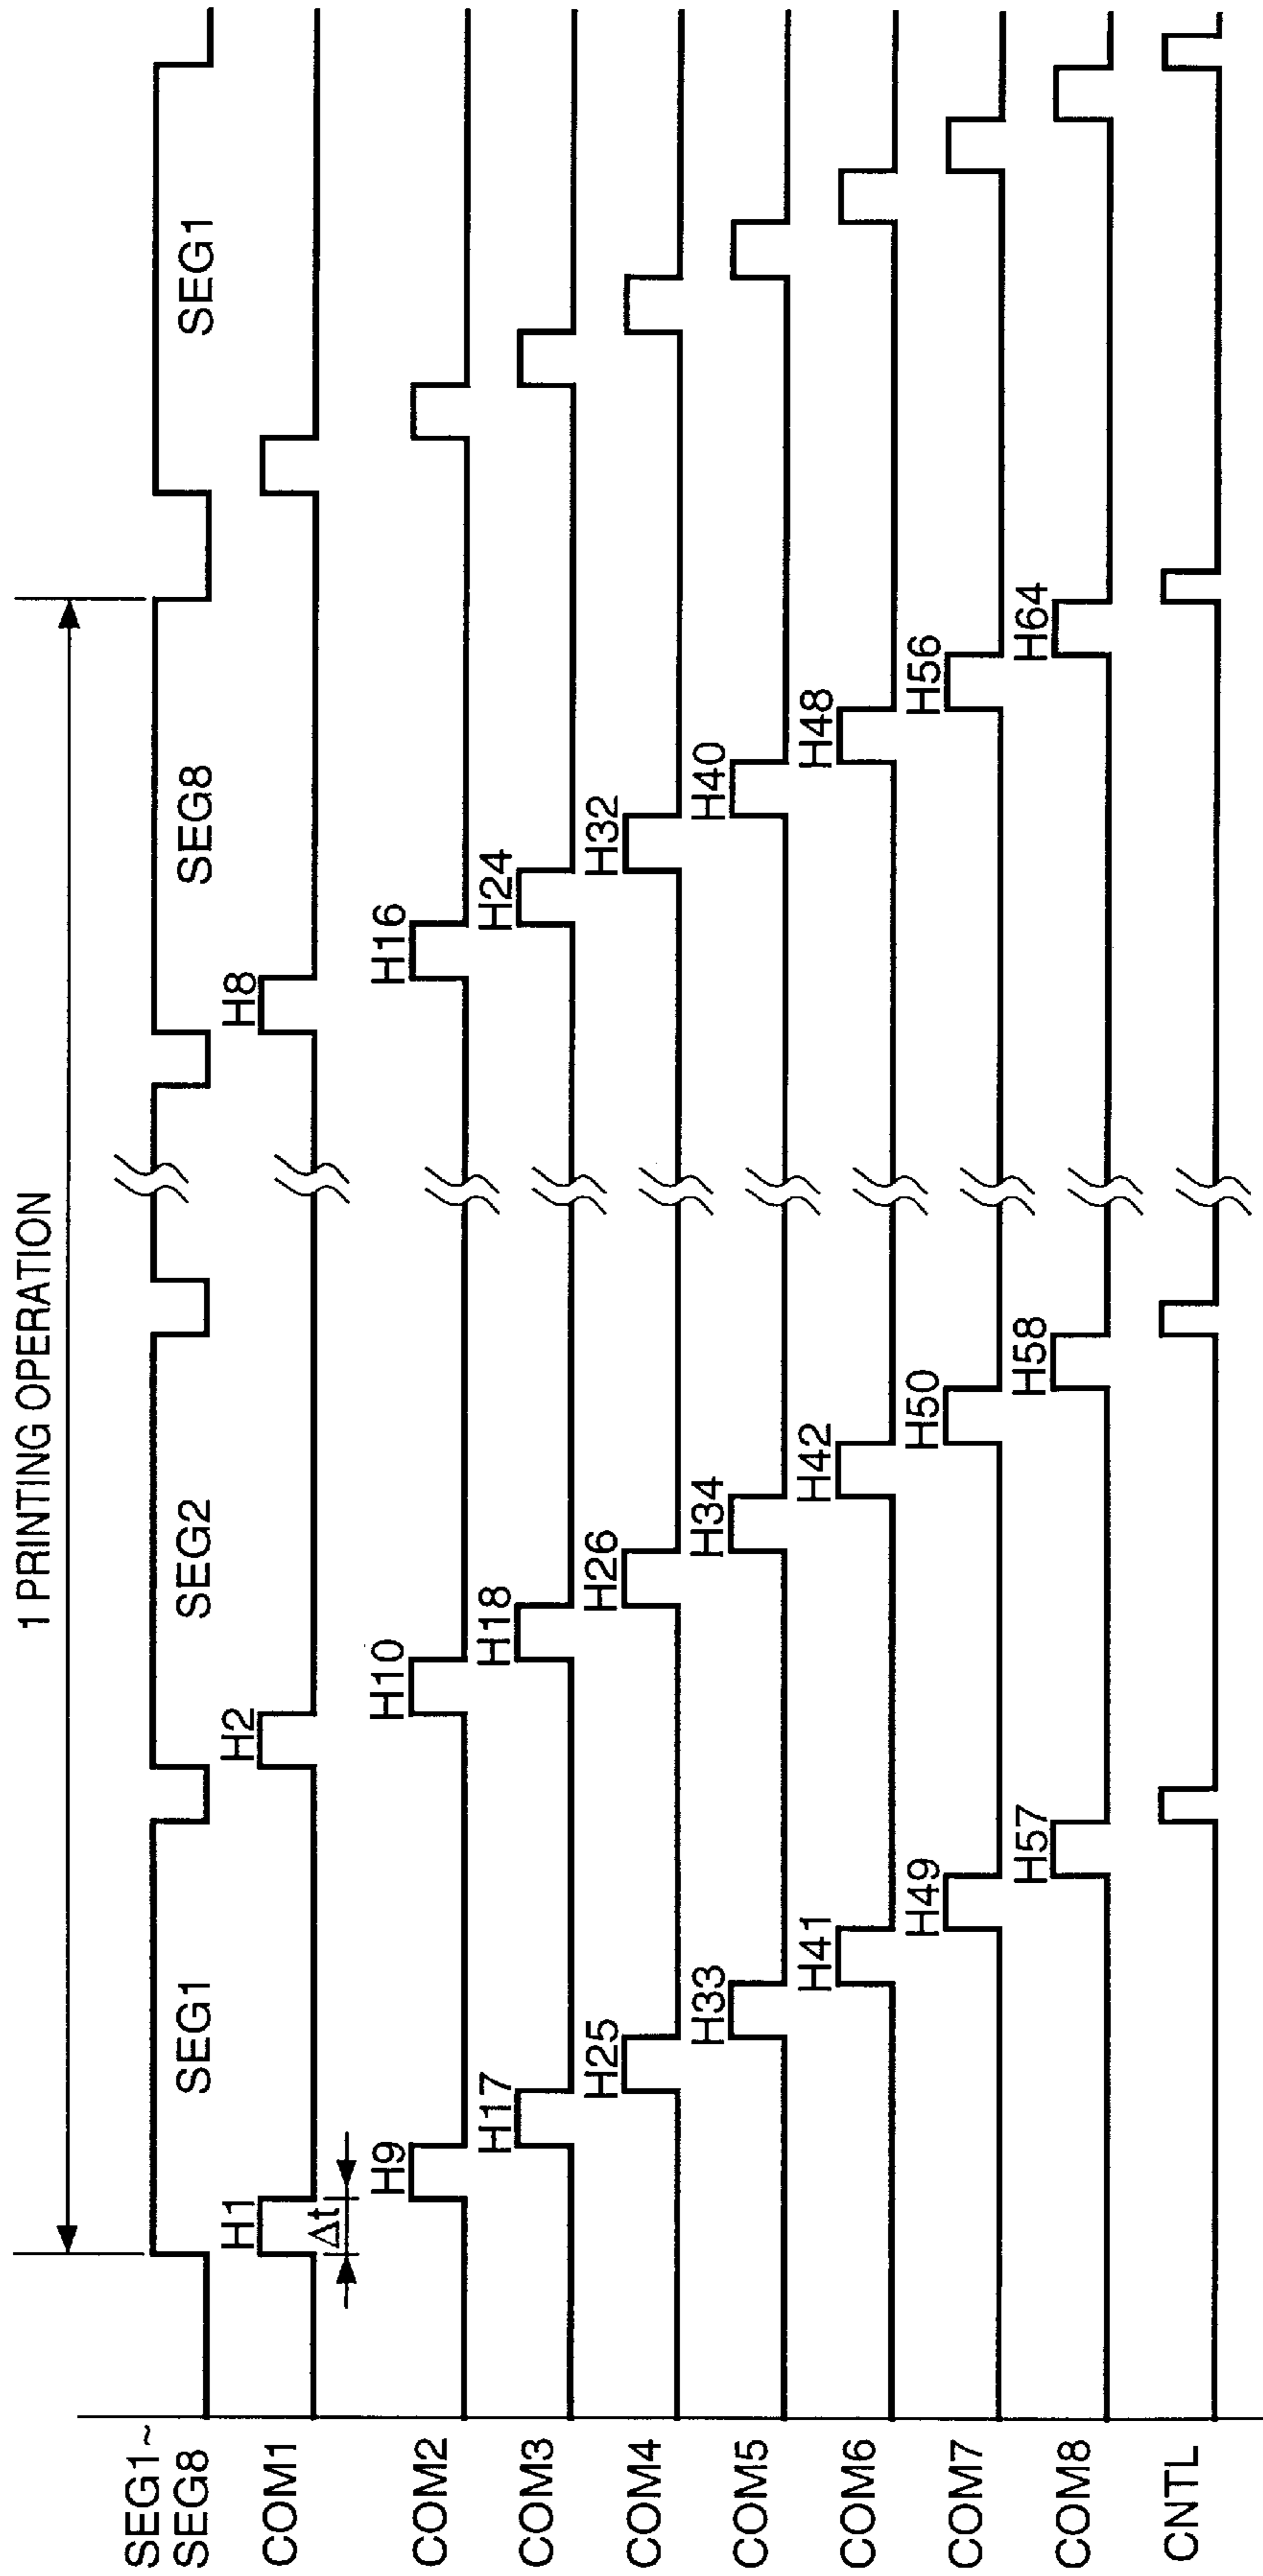 1 PRINTING OPERATION
SEG1~
SEG8
SEG1
SEG2
SEG8
SEG1
COM1
H1
H2
H8
Δt
COM2
H9
H10
H16
COM3
H17
H18
H24
COM4
H25
H26
H32
COM5
H33
H34
H40
COM6
H41
H42
H48
COM7
H49
H50
H56
COM8
H57
H58
H64
CNTL